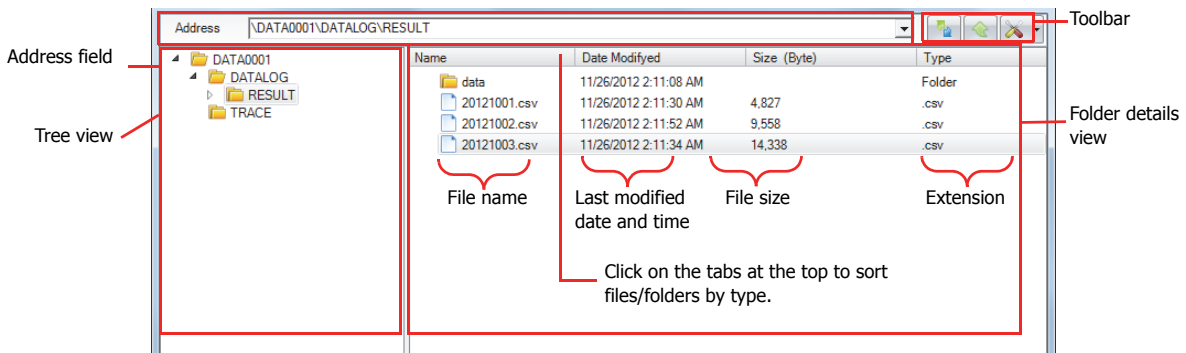 Address \DATA0001\DATALOG\RESULT
Toolbar
Address field
Tree view
DATA0001
DATALOG
RESULT
TRACE
Name Date Modifyed Size (Byte) Type
data 11/26/2012 2:11:08 AM Folder
20121001.csv 11/26/2012 2:11:30 AM 4,827 .csv
20121002.csv 11/26/2012 2:11:52 AM 9,558 .csv
20121003.csv 11/26/2012 2:11:34 AM 14,338 .csv
Folder details
view
File name
Last modified
date and time
File size
Extension
Click on the tabs at the top to sort
files/folders by type.